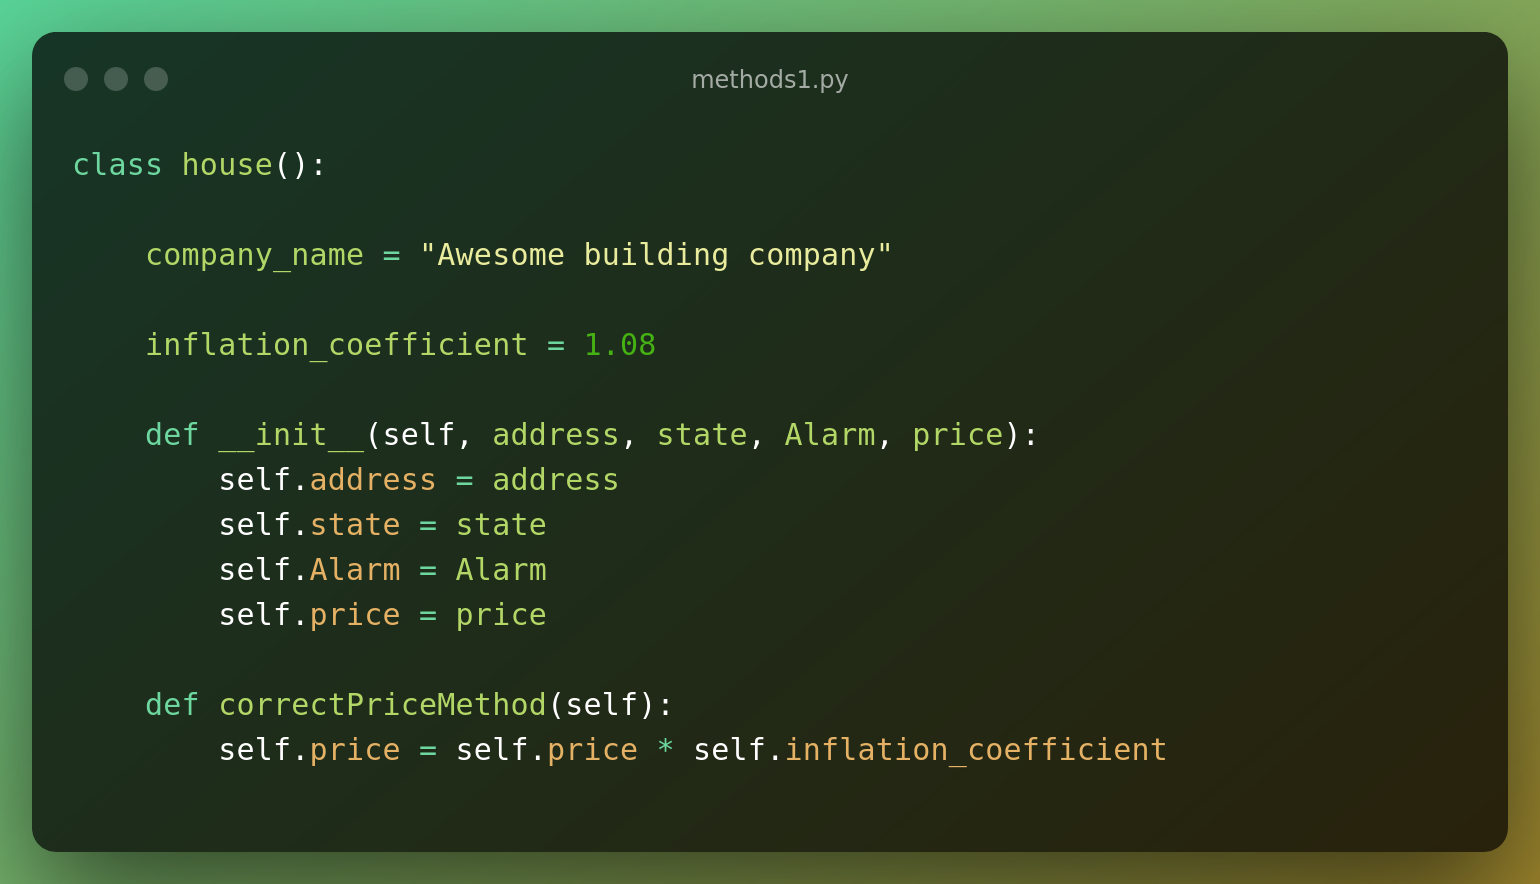 methods1.py
class house():
    company_name = "Awesome building company"
    inflation_coefficient = 1.08
    def __init__(self, address, state, Alarm, price):
        self.address = address
        self.state = state
        self.Alarm = Alarm
        self.price = price
    def correctPriceMethod(self):
        self.price = self.price * self.inflation_coefficient